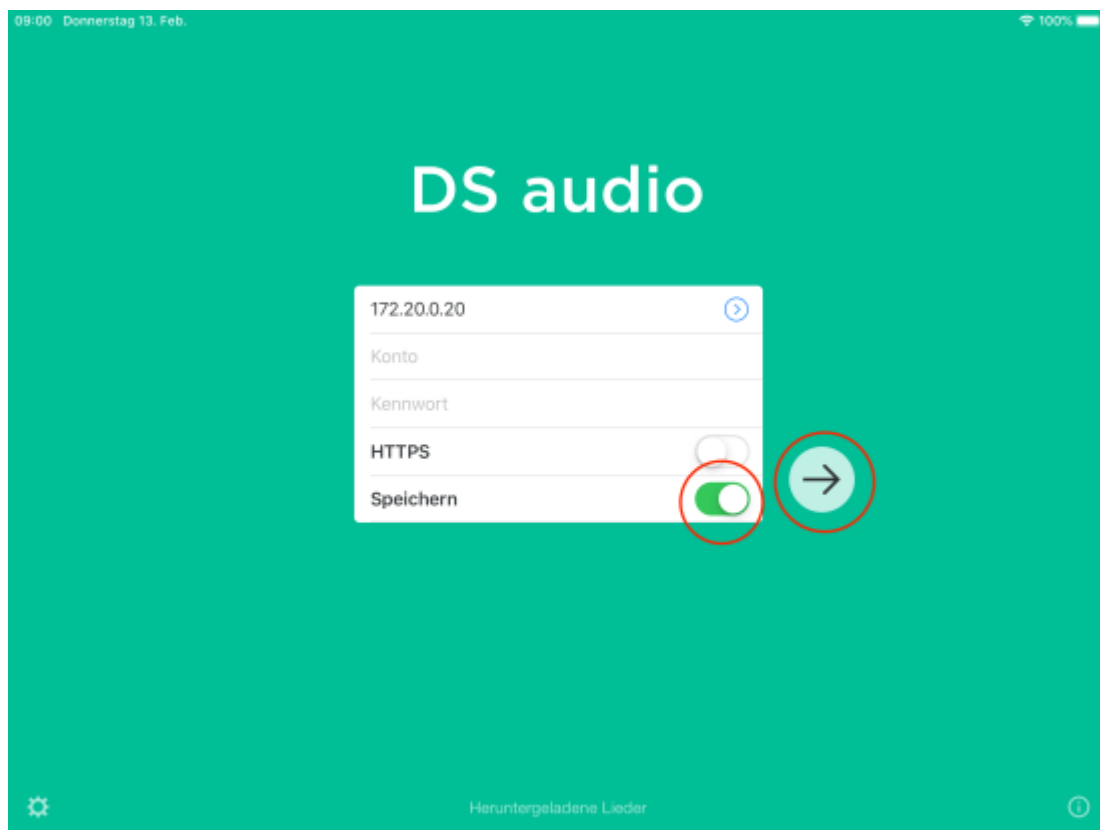 09:00 Donnerstag 13. Feb. 100%
DS audio
172.20.0.20
Konto
Kennwort
HTTPS
Speichern
Heruntergeladene Lieder